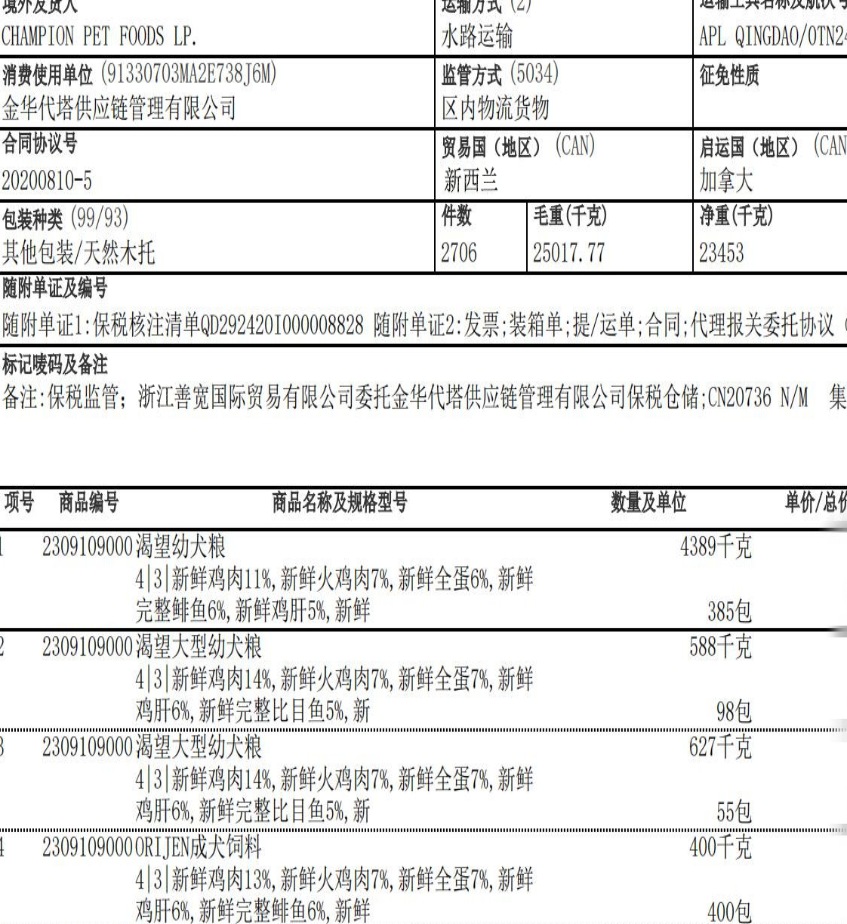 境外发货人
运输方式 (2)
运输工具名称及航次号
CHAMPION PET FOODS LP.
水路运输
APL QINGDAO/OTN24
消费使用单位 (91330703MA2E738J6M)
监管方式 (5034)
征免性质
金华代塔供应链管理有限公司
区内物流货物
合同协议号
贸易国（地区） (CAN)
启运国（地区） (CAN
20200810-5
新西兰
加拿大
包装种类 (99/93)
件数
毛重(千克)
净重(千克)
其他包装/天然木托
2706
25017.77
23453
随附单证及编号
随附单证1:保税核注清单QD292420I000008828 随附单证2:发票;装箱单;提/运单;合同;代理报关委托协议（
标记唛码及备注
备注:保税监管; 浙江善宽国际贸易有限公司委托金华代塔供应链管理有限公司保税仓储;CN20736 N/M 集
项号 商品编号 商品名称及规格型号 数量及单位 单价/总价
1 2309109000 渴望幼犬粮 4389千克
4|3|新鲜鸡肉11%,新鲜火鸡肉7%,新鲜全蛋6%,新鲜
完整鲱鱼6%,新鲜鸡肝5%,新鲜 385包
2 2309109000 渴望大型幼犬粮 588千克
4|3|新鲜鸡肉14%,新鲜火鸡肉7%,新鲜全蛋7%,新鲜
鸡肝6%,新鲜完整比目鱼5%,新 98包
3 2309109000 渴望大型幼犬粮 627千克
4|3|新鲜鸡肉14%,新鲜火鸡肉7%,新鲜全蛋7%,新鲜
鸡肝6%,新鲜完整比目鱼5%,新 55包
4 2309109000 ORIJEN成犬饲料 400千克
4|3|新鲜鸡肉13%,新鲜火鸡肉7%,新鲜全蛋7%,新鲜
鸡肝6%,新鲜完整鲱鱼6%,新鲜 400包